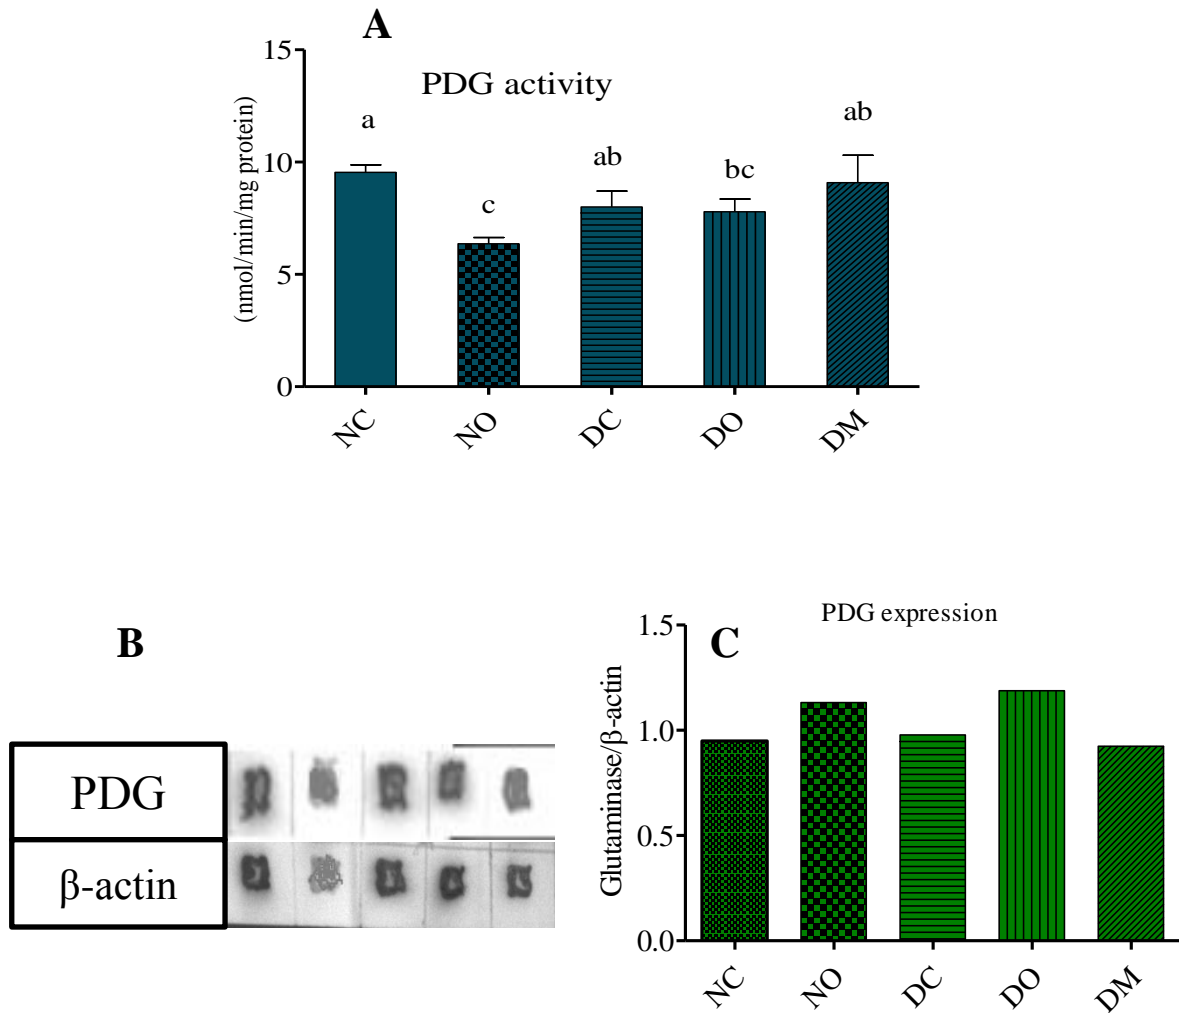 A
PDG activity
(nmol/min/mg protein)
15
10
5
0
a
c
ab
bc
ab
NC
NO
DC
DO
DM
B
PDG
β-actin
C
PDG expression
Glutaminase/β-actin
1.5
1.0
0.5
0.0
NC
NO
DC
DO
DM